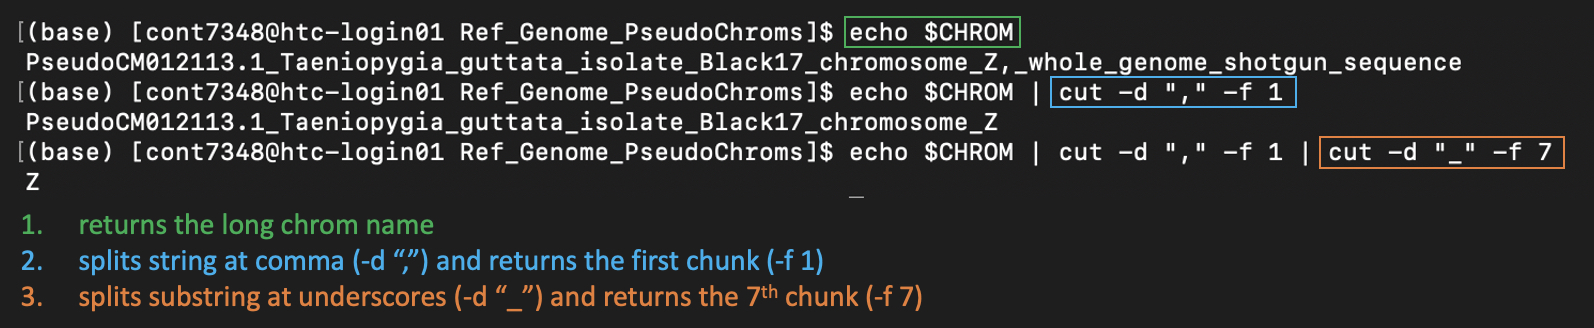 [(base) [cont7348@htc-login01 Ref_Genome_PseudoChroms]$ echo $CHROM
PseudoCM012113.1_Taeniopygia_guttata_isolate_Black17_chromosome_Z,_whole_genome_shotgun_sequence
[(base) [cont7348@htc-login01 Ref_Genome_PseudoChroms]$ echo $CHROM | cut -d "," -f 1
PseudoCM012113.1_Taeniopygia_guttata_isolate_Black17_chromosome_Z
[(base) [cont7348@htc-login01 Ref_Genome_PseudoChroms]$ echo $CHROM | cut -d "," -f 1 | cut -d "_" -f 7
Z
1. returns the long chrom name
2. splits string at comma (-d “,”) and returns the first chunk (-f 1)
3. splits substring at underscores (-d “_”) and returns the 7th chunk (-f 7)